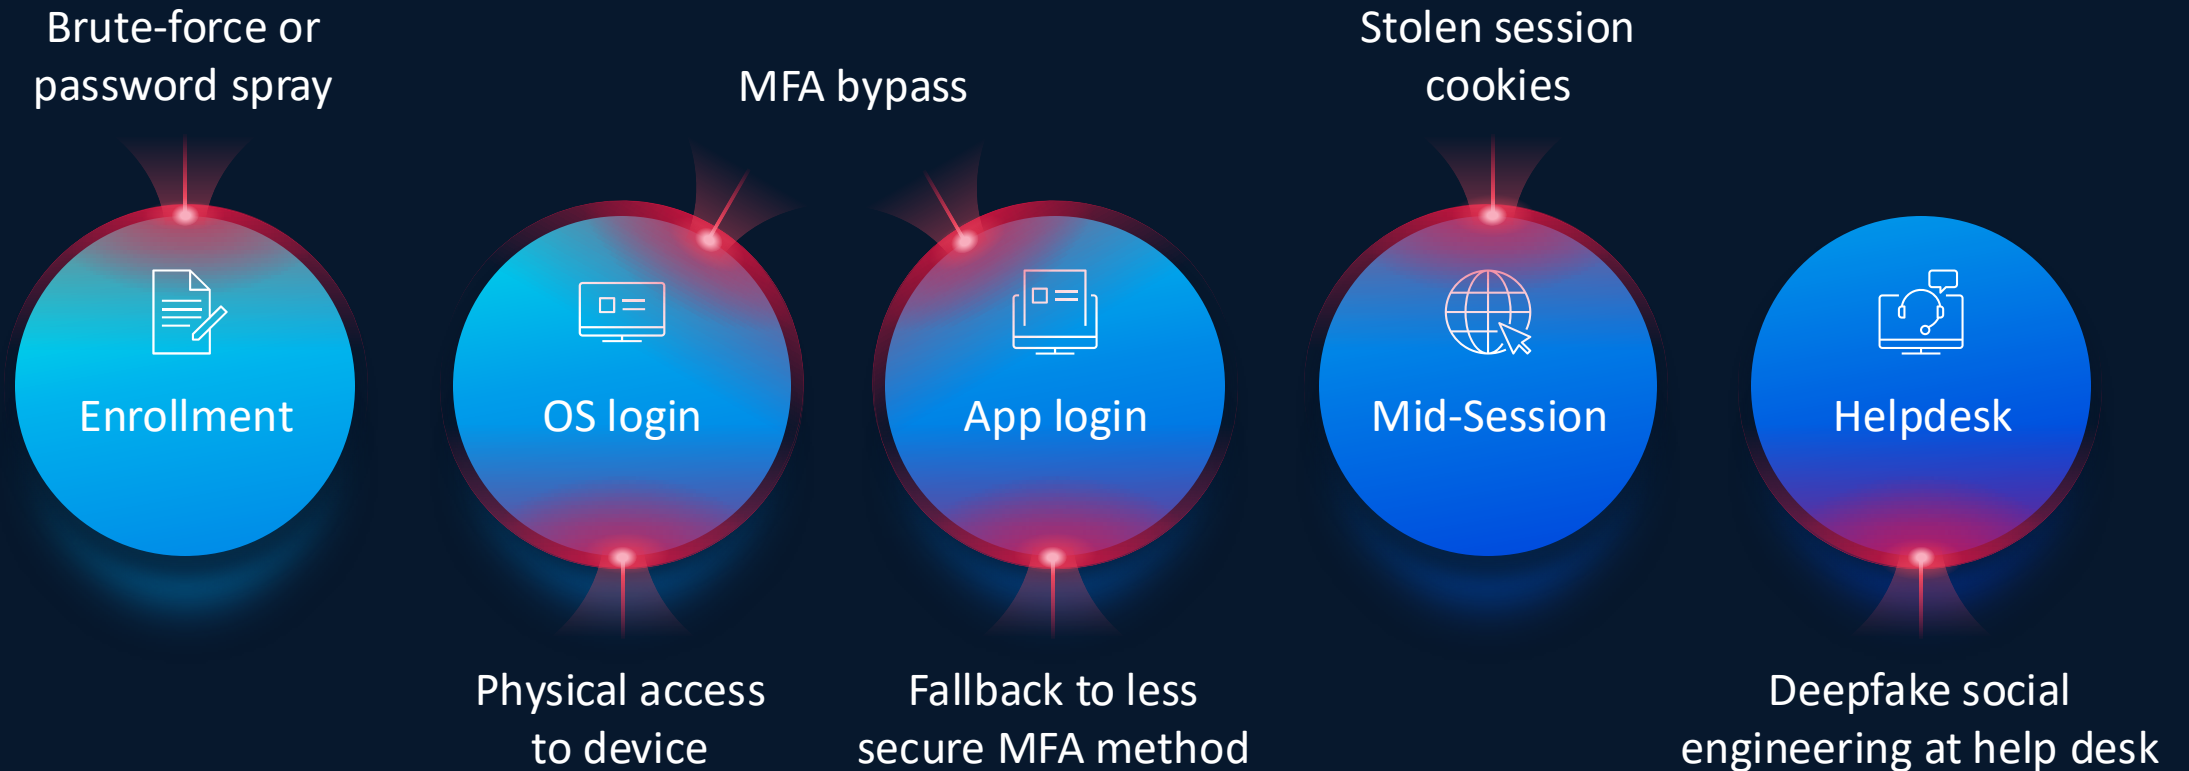 Brute-force or
password spray
MFA bypass
Stolen session
cookies
Enrollment
OS login
App login
Mid-Session
Helpdesk
Physical access
to device
Fallback to less
secure MFA method
Deepfake social
engineering at help desk